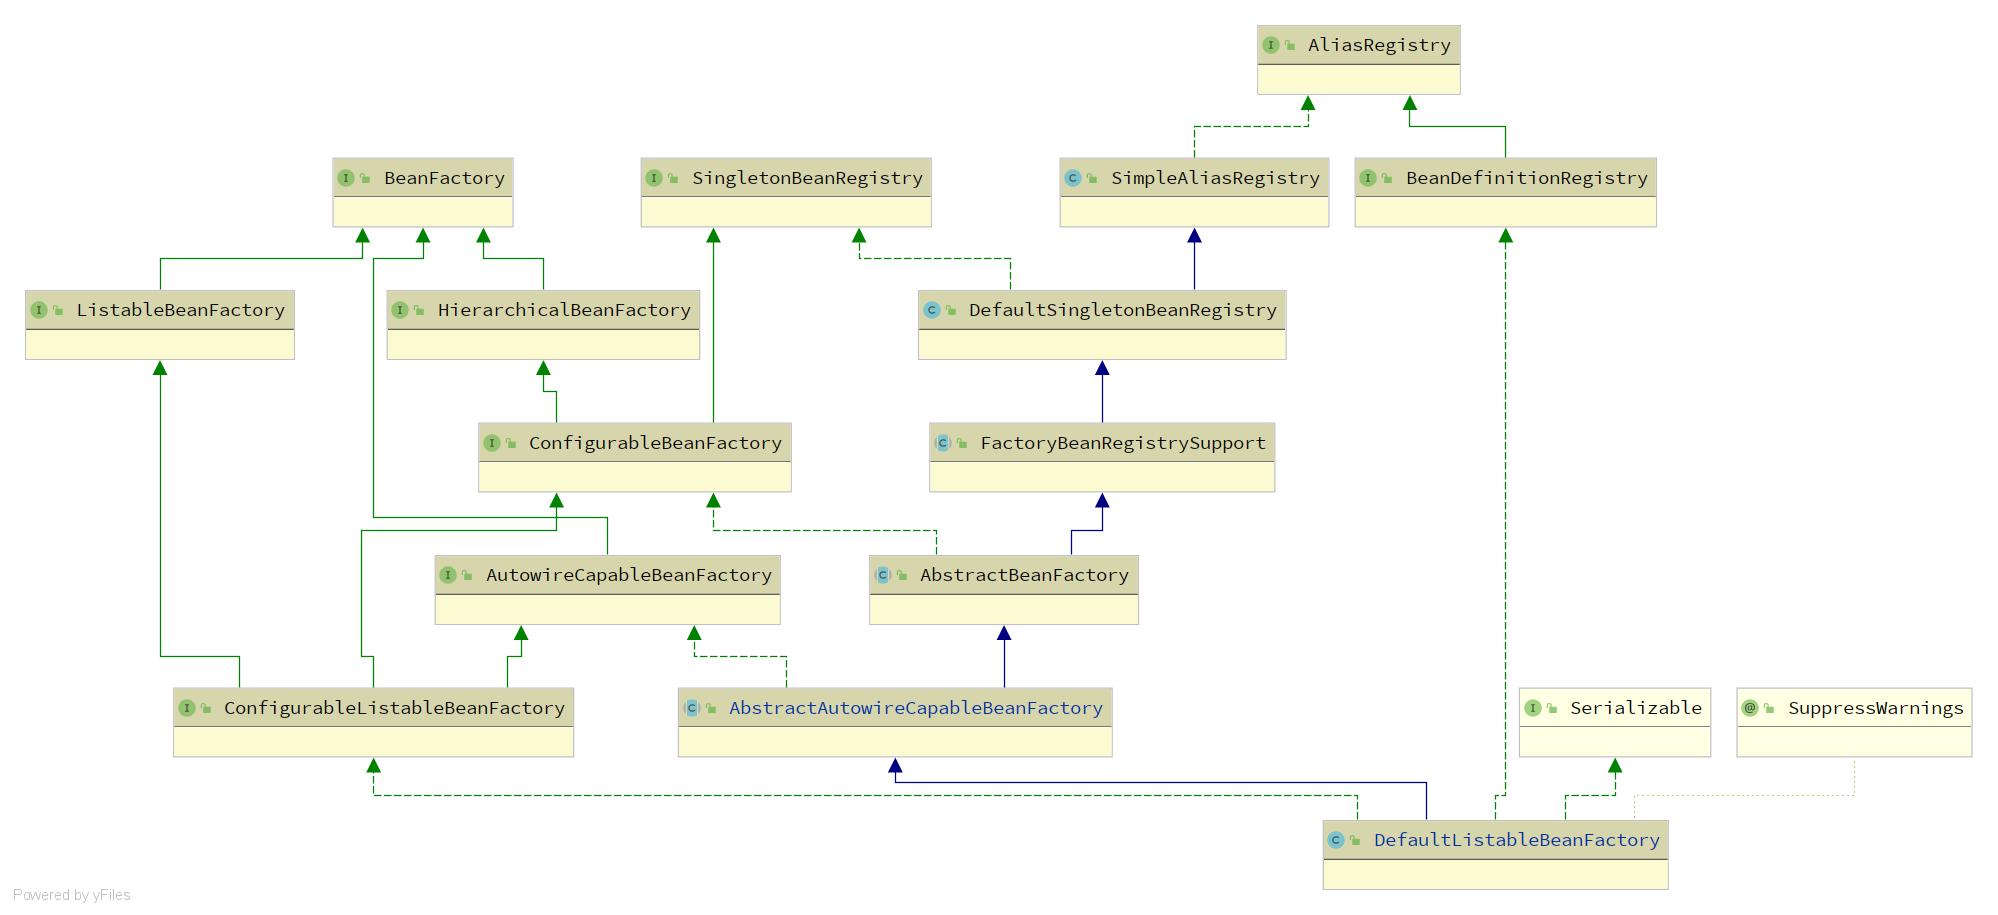 AliasRegistry
BeanFactory
SingletonBeanRegistry
SimpleAliasRegistry
BeanDefinitionRegistry
ListableBeanFactory
HierarchicalBeanFactory
DefaultSingletonBeanRegistry
ConfigurableBeanFactory
FactoryBeanRegistrySupport
AutowireCapableBeanFactory
AbstractBeanFactory
ConfigurableListableBeanFactory
AbstractAutowireCapableBeanFactory
Serializable
SuppressWarnings
DefaultListableBeanFactory
Powered by yFiles